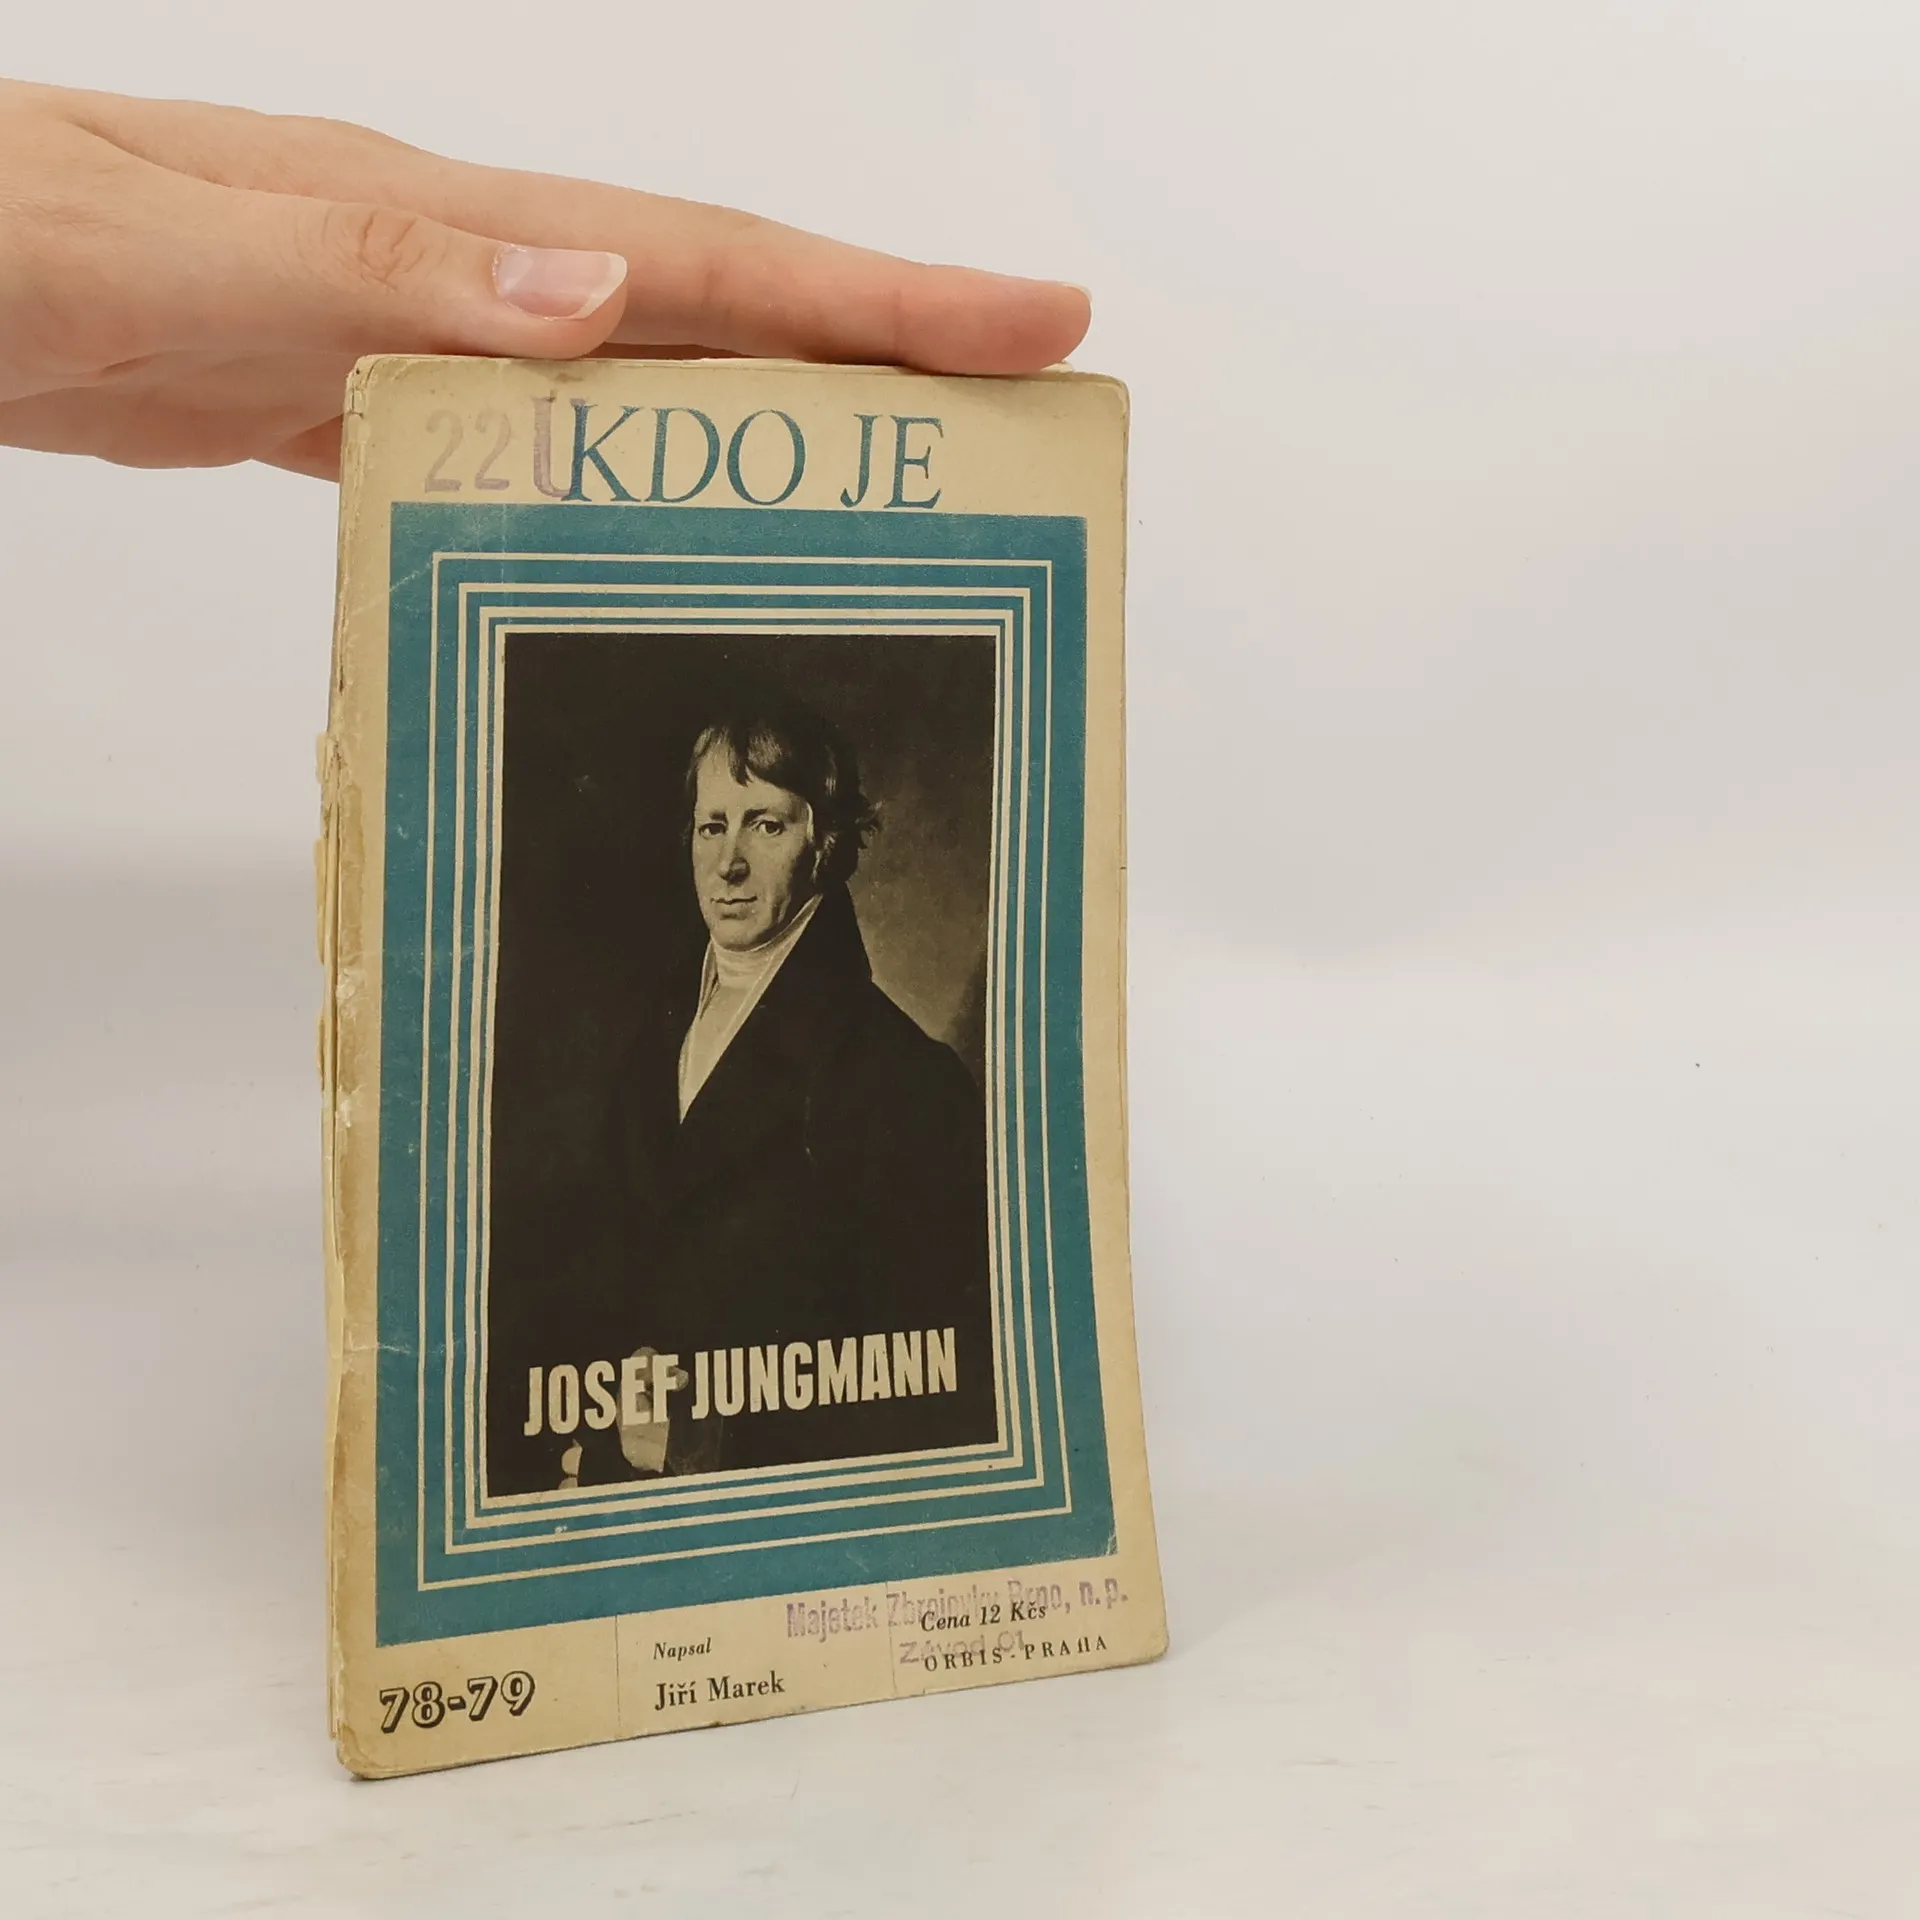 22 U
KDO JE
JOSEF JUNGMANN
78-79
Napsal
Jiří Marek
Majetek Zbrojovky Brno, n.p.
Závod 01
Cena 12 Kčs
ORBIS - PRAHA